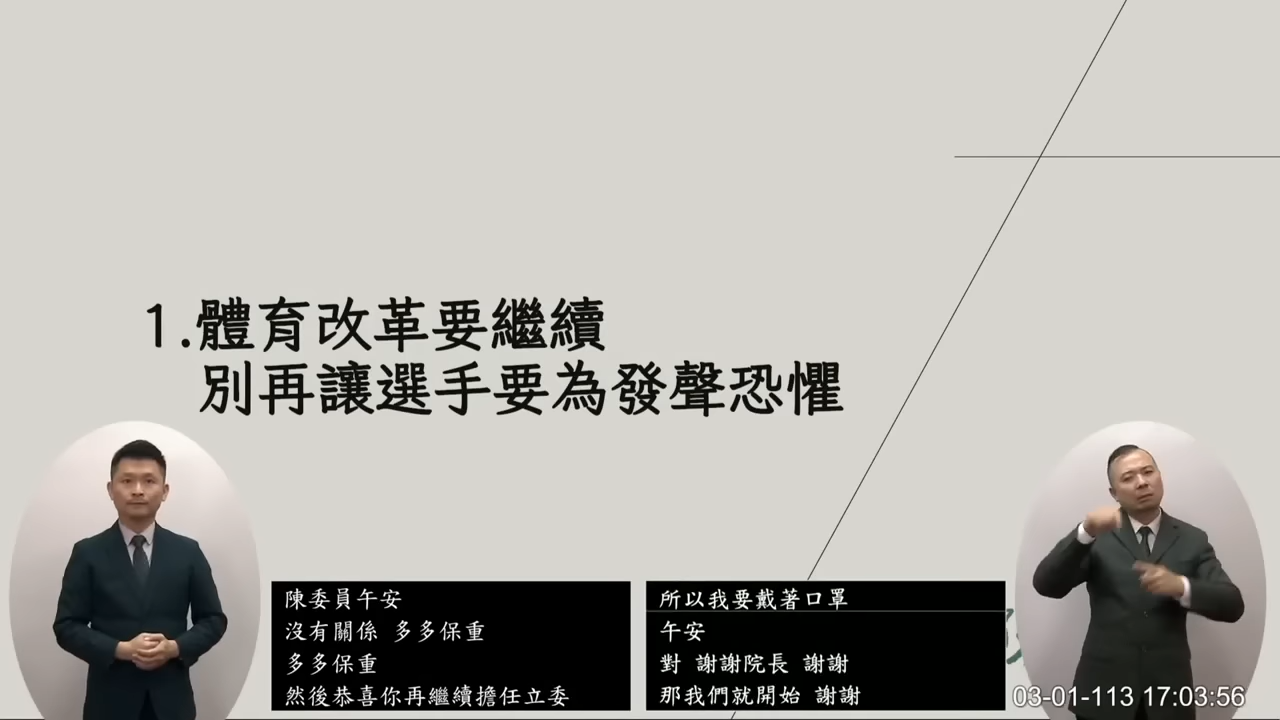 1.體育改革要繼續
別再讓選手要為發聲恐懼
陳委員午安
沒有關係 多多保重
多多保重
然後恭喜你再繼續擔任立委
所以我要戴著口罩
午安
對 謝謝院長 謝謝
那我們就開始 謝謝
03-01-113 17:03:56